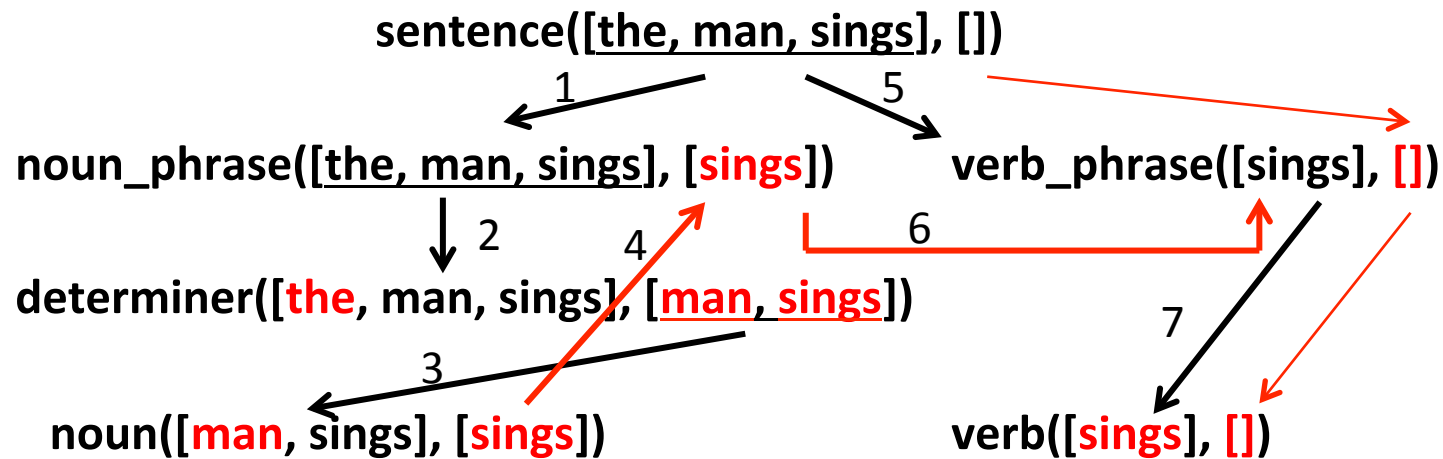 sentence([the, man, sings], [])
1
5
noun_phrase([the, man, sings], [sings])
verb_phrase([sings], [])
2
4
6
determiner([the, man, sings], [man, sings])
7
3
noun([man, sings], [sings])
verb([sings], [])